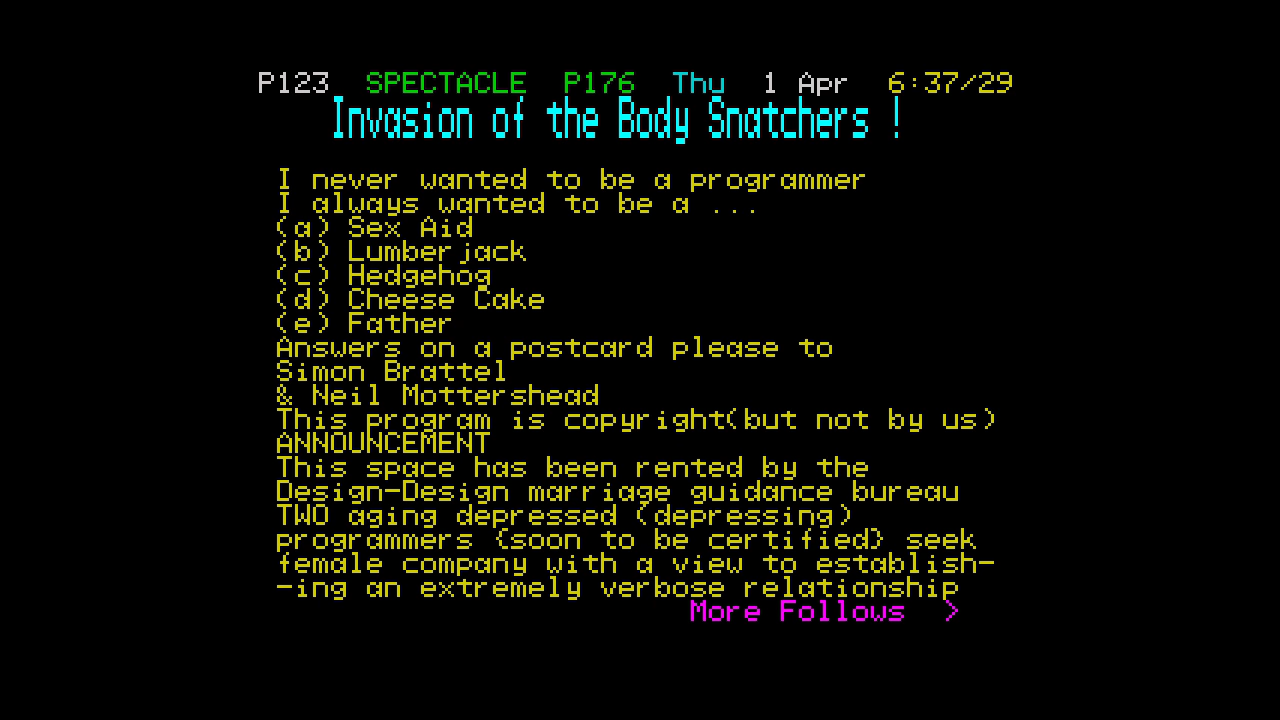 P123 SPECTACLE P176 Thu 1 Apr 6:37/29
Invasion of the Body Snatchers !
I never wanted to be a programmer
I always wanted to be a ...
(a) Sex Aid
(b) Lumberjack
(c) Hedgehog
(d) Cheese Cake
(e) Father
Answers on a postcard please to
Simon Brattel
& Neil Mottershead
This program is copyright(but not by us)
ANNOUNCEMENT
This space has been rented by the
Design-Design marriage guidance bureau
TWO aging depressed (depressing)
programmers {soon to be certified} seek
female company with a view to establish-
-ing an extremely verbose relationship
More Follows >